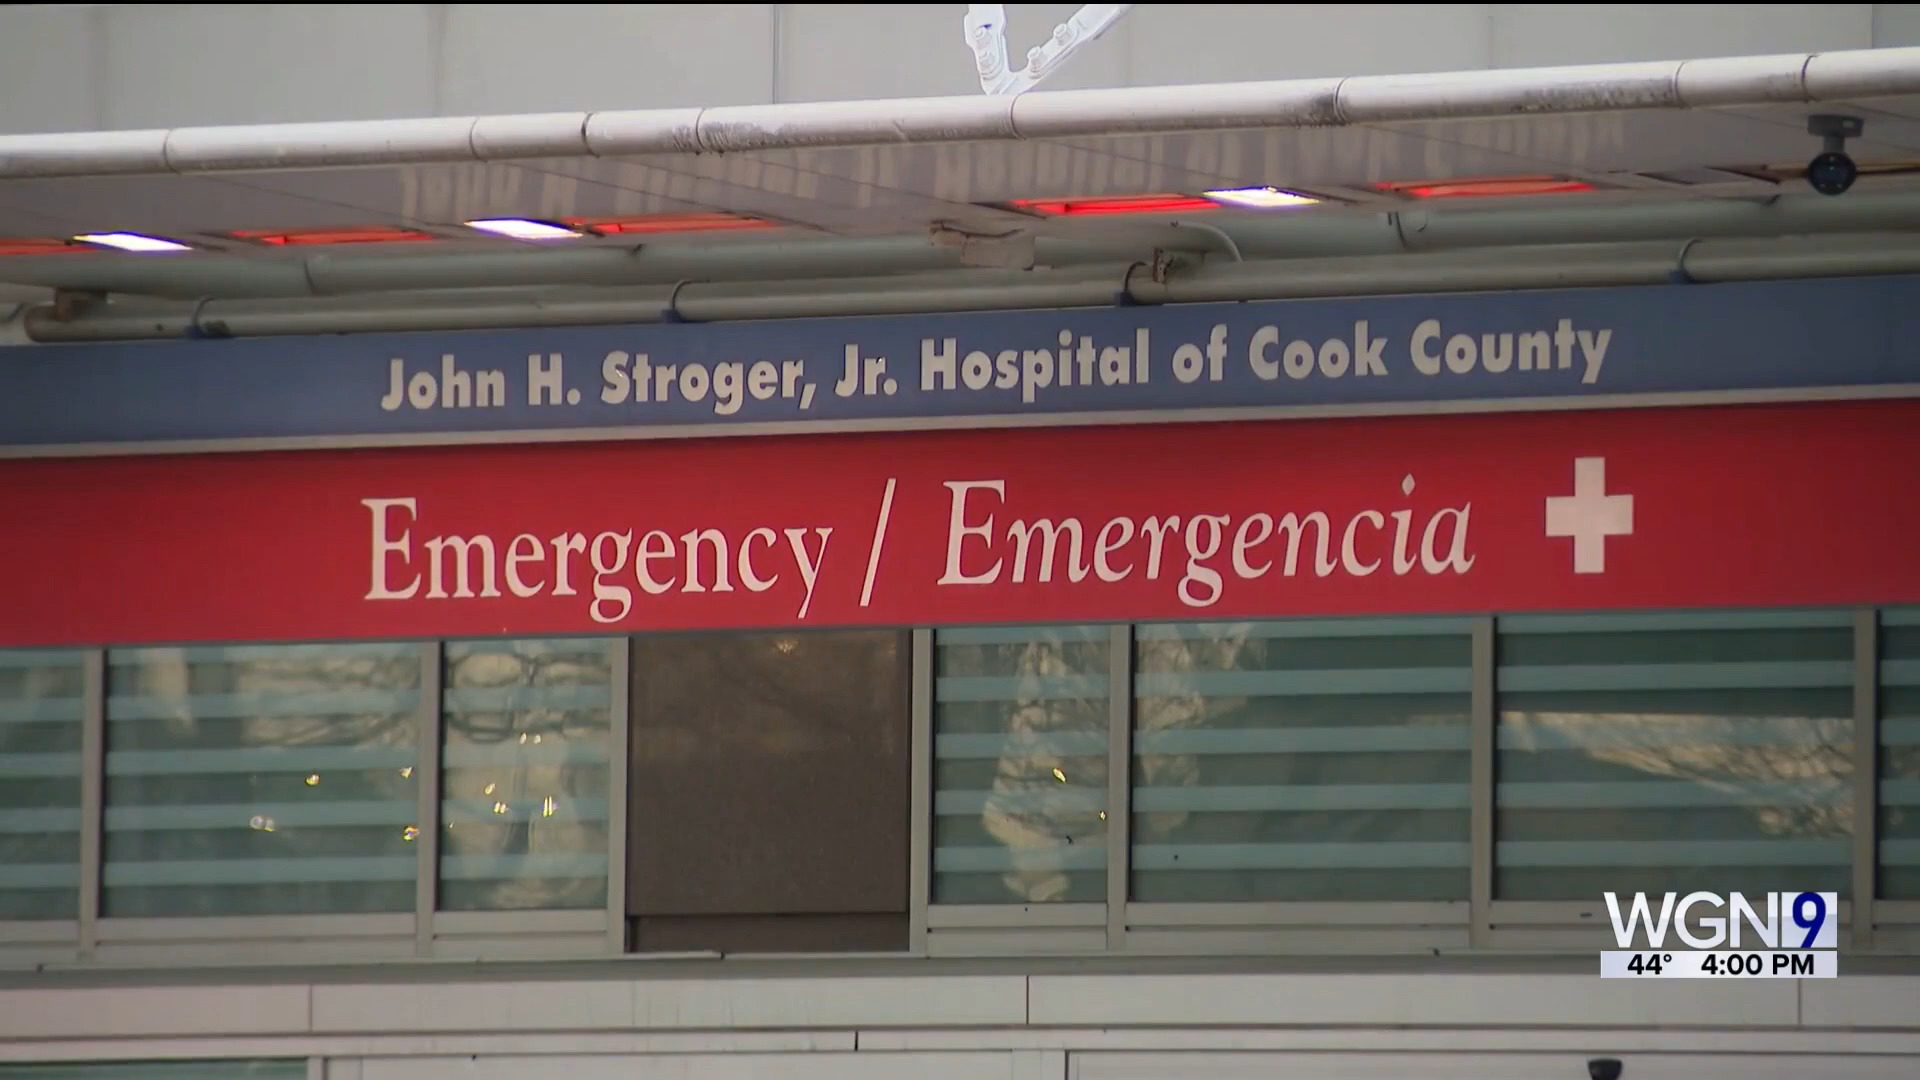 John H. Stroger, Jr. Hospital of Cook County
Emergency / Emergencia
WGN9
44° 4:00 PM